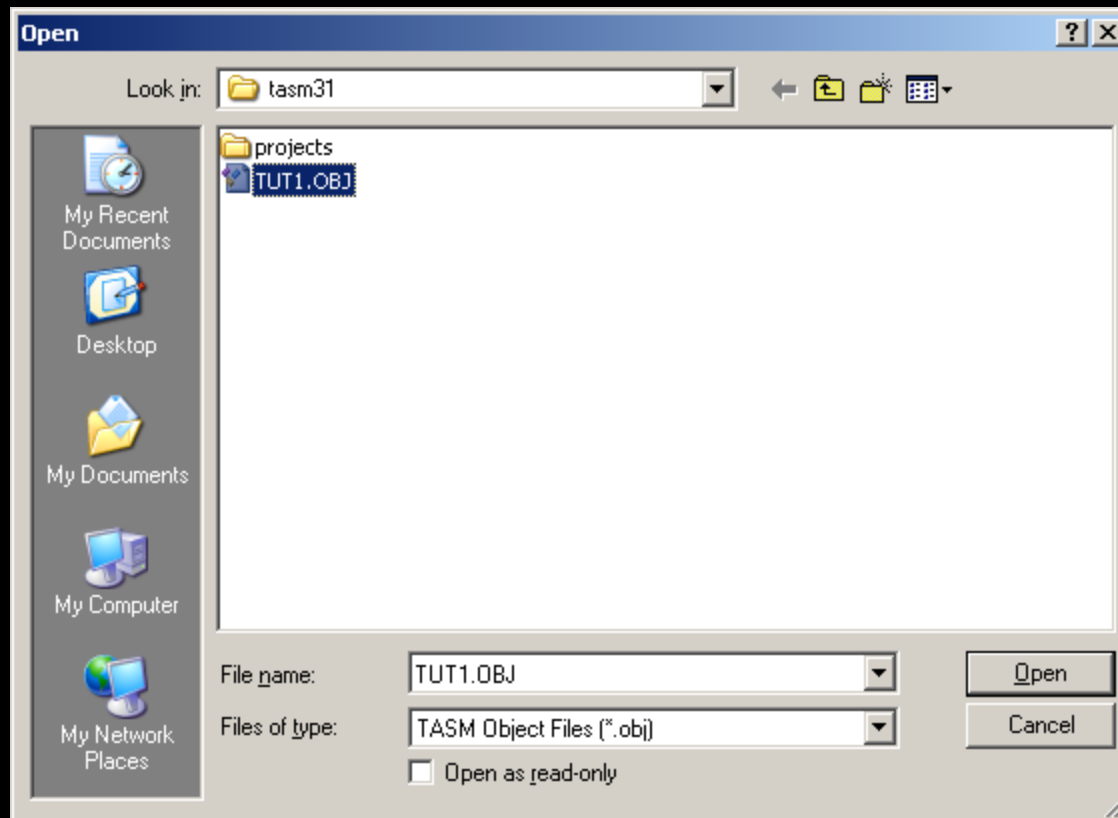 Open
Look in:
tasm31
projects
TUT1.OBJ
My Recent
Documents
Desktop
My Documents
My Computer
My Network
Places
File name:
TUT1.OBJ
Open
Files of type:
TASM Object Files (*.obj)
Cancel
Open as read-only